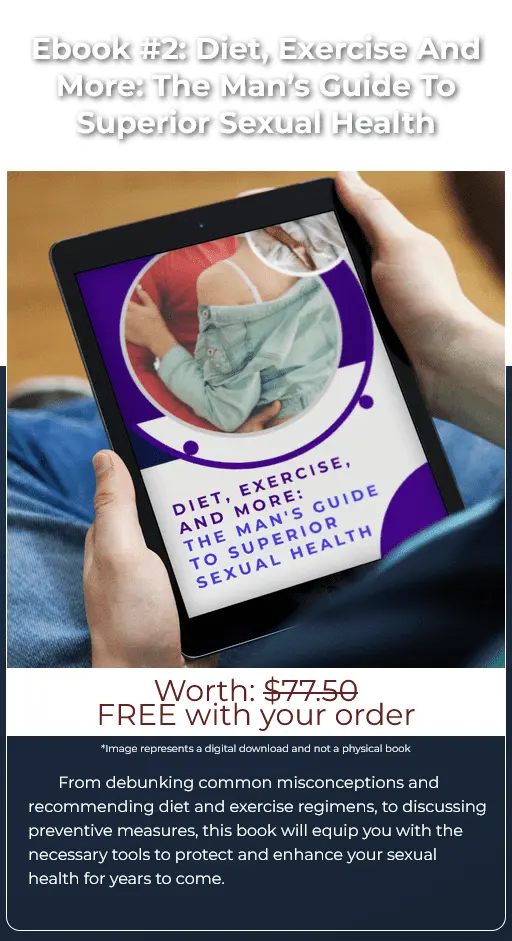 Ebook #2: Diet, Exercise And
More: The Man's Guide To
Superior Sexual Health
DIET, EXERCISE,
AND MORE:
THE MAN'S GUIDE
TO SUPERIOR
SEXUAL HEALTH
Worth: $77.50
FREE with your order
*Image represents a digital download and not a physical book
From debunking common misconceptions and
recommending diet and exercise regimens, to discussing
preventive measures, this book will equip you with the
necessary tools to protect and enhance your sexual
health for years to come.